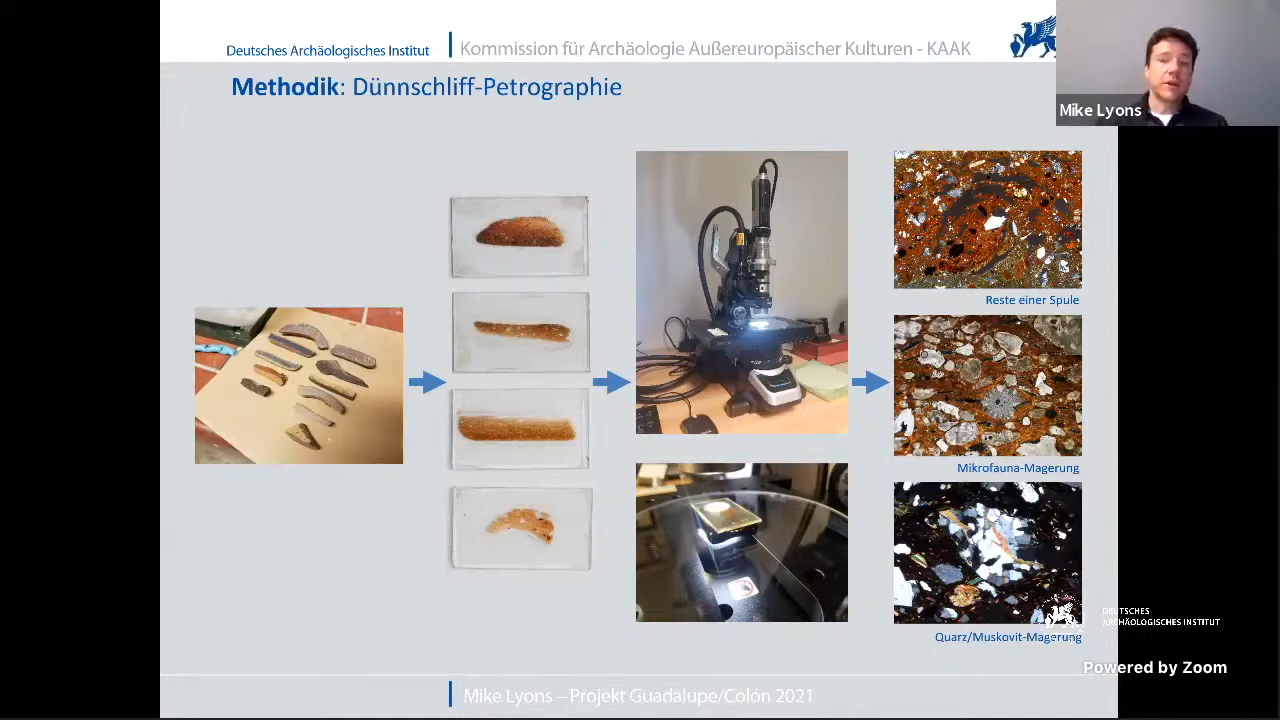 Deutsches Archäologisches Institut
Kommission für Archäologie Außereuropäischer Kulturen - KAAK
Mike Lyons
Methodik: Dünnschliff-Petrographie
Reste einer Spule
Mikrofauna-Magerung
Quarz/Muskovit-Magerung
DEUTSCHES
ARCHÄOLOGISCHES INSTITUT
Powered by Zoom
Mike Lyons – Projekt Guadalupe/Colón 2021